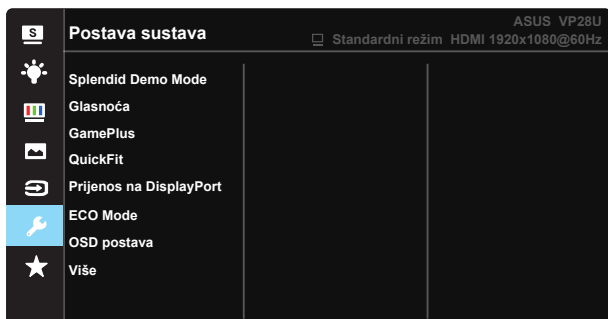 S
Postava sustava
ASUS VP28U
Standardni režim HDMI 1920x1080@60Hz
Splendid Demo Mode
Glasnoća
GamePlus
QuickFit
Prijenos na DisplayPort
ECO Mode
OSD postava
Više